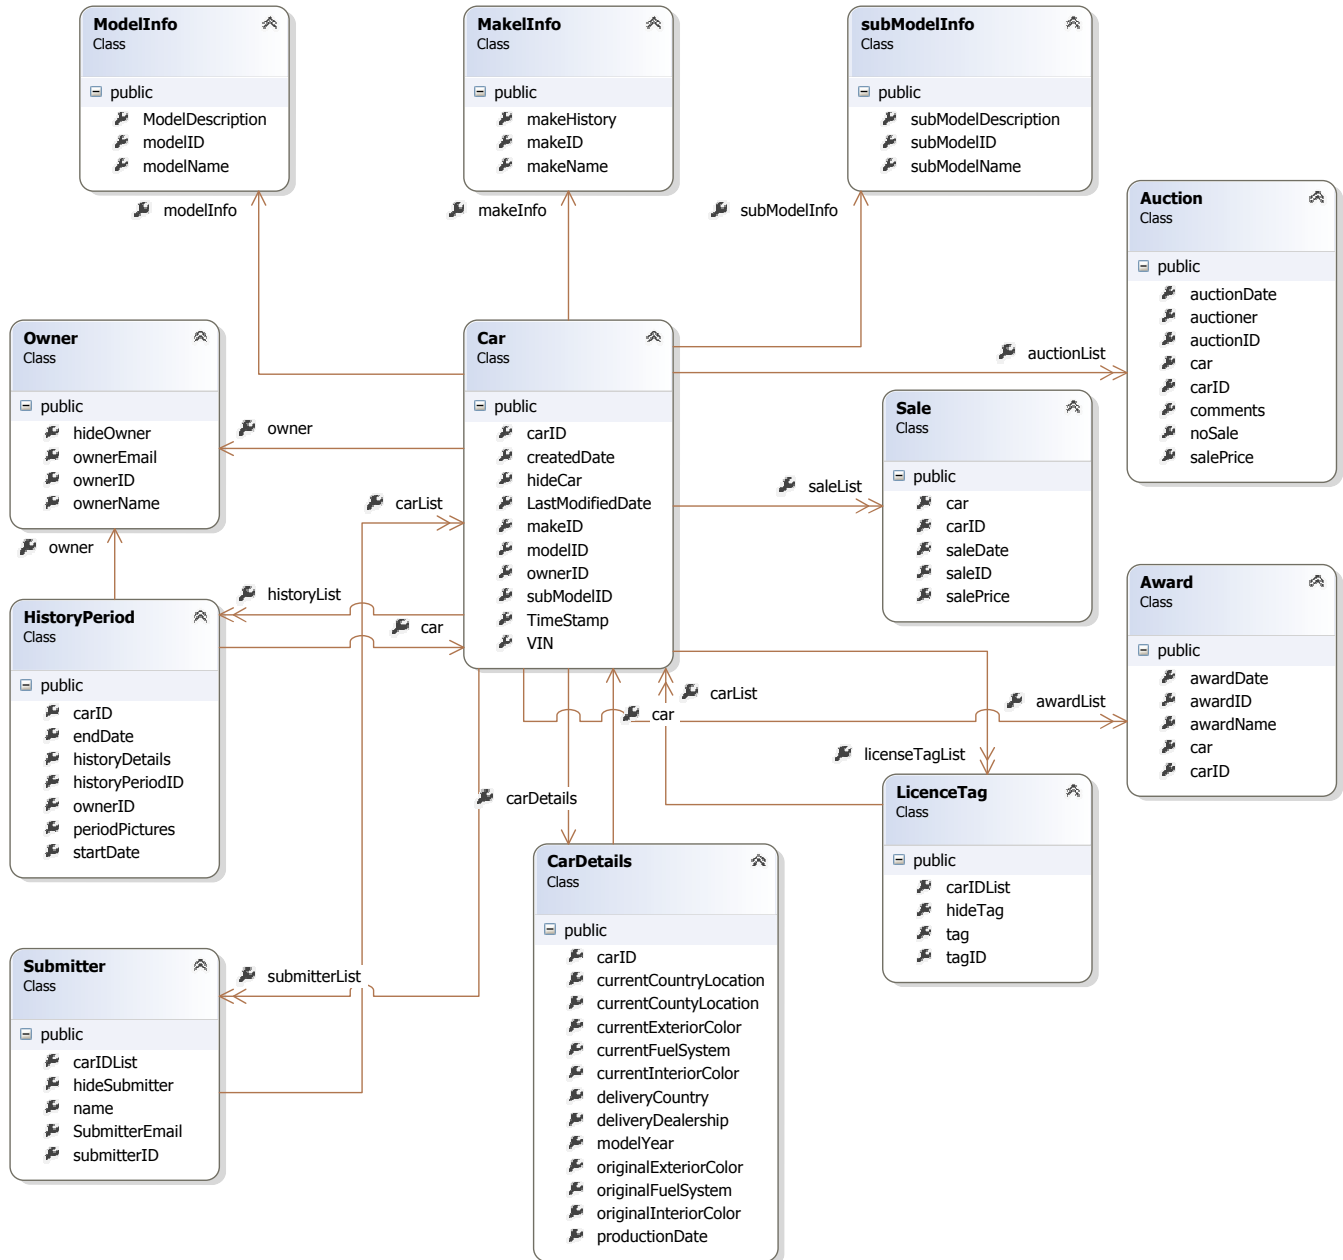 ModelInfo
Class
public
ModelDescription
modelID
modelName
MakeInfo
Class
public
makeHistory
makeID
makeName
subModelInfo
Class
public
subModelDescription
subModelID
subModelName
modelInfo
makeInfo
subModelInfo
Auction
Class
public
auctionDate
auctioner
auctionID
car
carID
comments
noSale
salePrice
Owner
Class
public
hideOwner
ownerEmail
ownerID
ownerName
owner
Car
Class
public
carID
createdDate
hideCar
LastModifiedDate
makeID
modelID
ownerID
subModelID
TimeStamp
VIN
auctionList
Sale
Class
public
car
carID
saleDate
saleID
salePrice
saleList
carList
owner
historyList
car
HistoryPeriod
Class
public
carID
endDate
historyDetails
historyPeriodID
ownerID
periodPictures
startDate
Award
Class
public
awardDate
awardID
awardName
car
carID
carList
car
awardList
licenseTagList
carDetails
LicenceTag
Class
public
carIDList
hideTag
tag
tagID
CarDetails
Class
public
carID
currentCountryLocation
currentCountyLocation
currentExteriorColor
currentFuelSystem
currentInteriorColor
deliveryCountry
deliveryDealership
modelYear
originalExteriorColor
originalFuelSystem
originalInteriorColor
productionDate
submitterList
Submitter
Class
public
carIDList
hideSubmitter
name
SubmitterEmail
submitterID